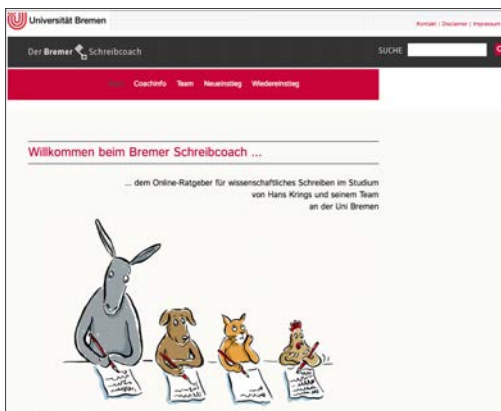 Universität Bremen
Kontakt | Disclaimer | Impressum
Der Bremer Schreibcoach
SUCHE
Coachinfo Team Neueinstieg Wiedereinstieg
Willkommen beim Bremer Schreibcoach ...
... dem Online-Ratgeber für wissenschaftliches Schreiben im Studium
von Hans Krings und seinem Team
an der Uni Bremen